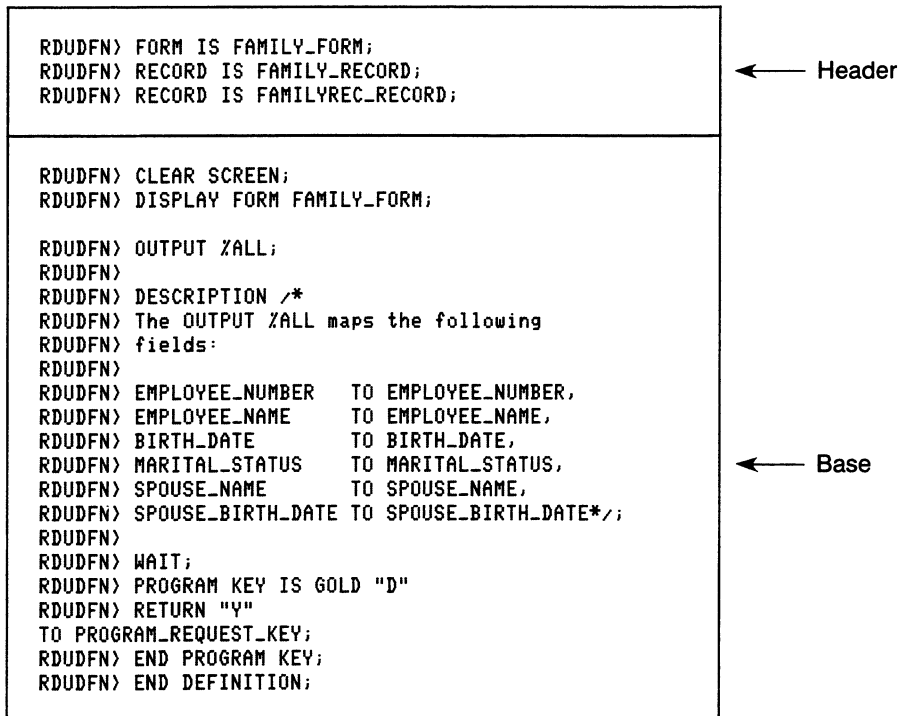 RDUDFN> FORM IS FAMILY_FORM;
RDUDFN> RECORD IS FAMILY_RECORD;
RDUDFN> RECORD IS FAMILYREC_RECORD;
Header
RDUDFN> CLEAR SCREEN;
RDUDFN> DISPLAY FORM FAMILY_FORM;
RDUDFN> OUTPUT %ALL;
RDUDFN>
RDUDFN> DESCRIPTION /*
RDUDFN> The OUTPUT %ALL maps the following
RDUDFN> fields:
RDUDFN>
RDUDFN> EMPLOYEE_NUMBER TO EMPLOYEE_NUMBER,
RDUDFN> EMPLOYEE_NAME TO EMPLOYEE_NAME,
RDUDFN> BIRTH_DATE TO BIRTH_DATE,
RDUDFN> MARITAL_STATUS TO MARITAL_STATUS,
Base
RDUDFN> SPOUSE_NAME TO SPOUSE_NAME,
RDUDFN> SPOUSE_BIRTH_DATE TO SPOUSE_BIRTH_DATE*/;
RDUDFN>
RDUDFN> WAIT;
RDUDFN> PROGRAM KEY IS GOLD "D"
RDUDFN> RETURN "Y"
TO PROGRAM_REQUEST_KEY;
RDUDFN> END PROGRAM KEY;
RDUDFN> END DEFINITION;